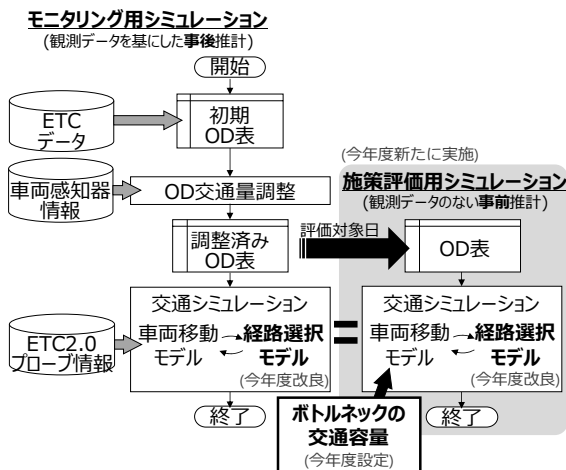 モニタリング用シミュレーション
(観測データを基にした事後推計)
開始
ETC
データ
初期
OD表
車両感知器
情報
OD交通量調整
調整済み
OD表
ETC2.0
プローブ情報
交通シミュレーション
車両移動
モデル
経路選択
モデル
(今年度改良)
終了
(今年度新たに実施)
施策評価用シミュレーション
(観測データのない事前推計)
評価対象日
OD表
=
交通シミュレーション
車両移動
モデル
経路選択
モデル
(今年度改良)
終了
ボトルネックの
交通容量
(今年度設定)